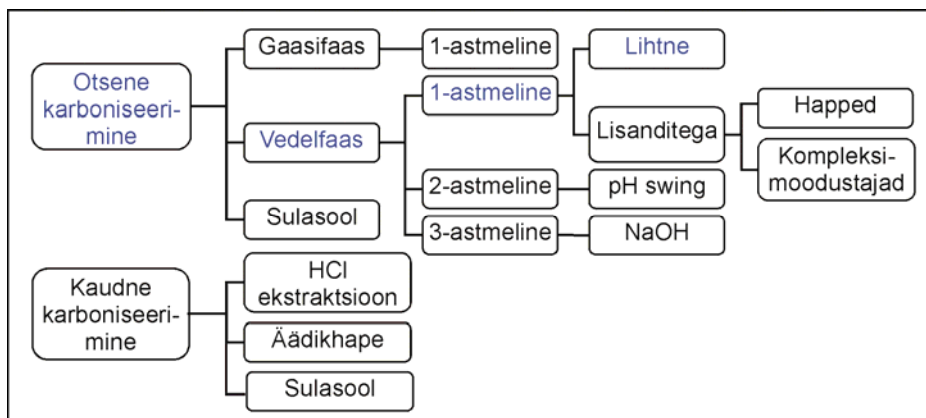 Otsene
karboniseeri-
mine
Gaasifaas
1-astmeline
Vedelfaas
1-astmeline
Lihtne
Lisanditega
Happed
Kompleksi-
moodustajad
2-astmeline
pH swing
3-astmeline
NaOH
Sulasool
Kaudne
karboniseeri-
mine
HCl
ekstraktsioon
Äädikhape
Sulasool